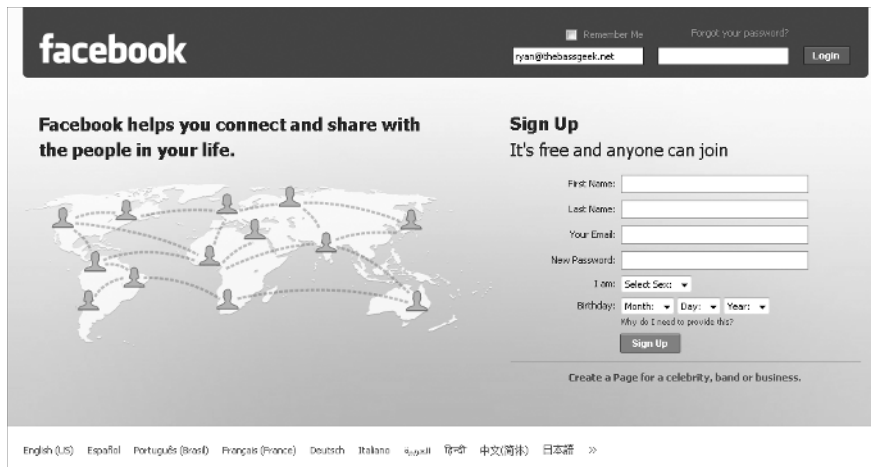 facebook
Remember Me
Forgot your password?
ryan@thebassgeek.net
Login
Facebook helps you connect and share with
the people in your life.
Sign Up
It's free and anyone can join
First Name:
Last Name:
Your Email:
New Password:
I am: Select Sex:
Birthday: Month: Day: Year:
Why do I need to provide this?
Sign Up
Create a Page for a celebrity, band or business.
English (US) Español Português (Brasil) Français (France) Deutsch Italiano العربية हिन्दी 中文(简体) 日本語 »